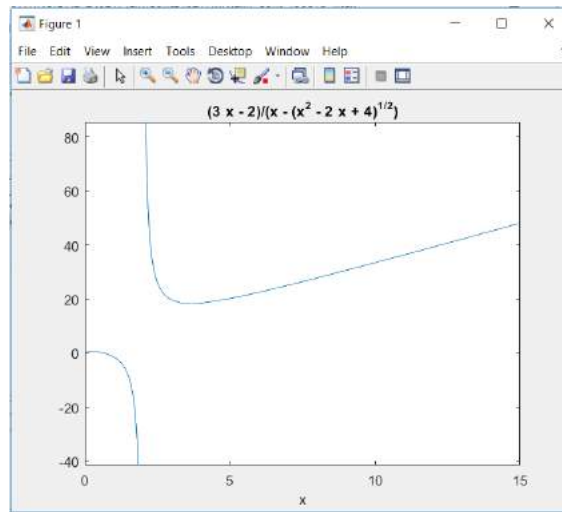 Figure 1
File Edit View Insert Tools Desktop Window Help
(3 x - 2)/(x - (x² - 2 x + 4)^1/2)
80
60
40
20
0
-20
-40
0 5 10 15
x